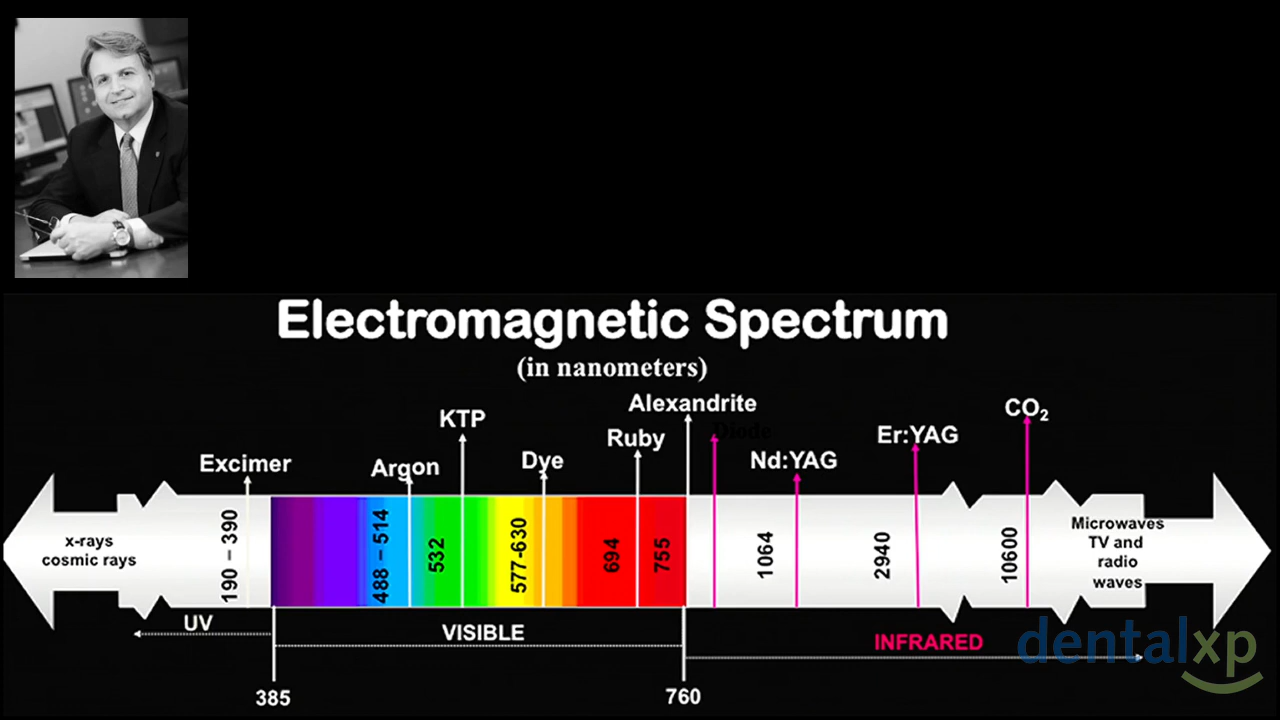 Electromagnetic Spectrum
(in nanometers)
Alexandrite
CO2
KTP
Diode
Er:YAG
Ruby
Excimer
Argon
Dye
Nd:YAG
x-rays
cosmic rays
190 – 390
488 – 514
532
577-630
694
755
1064
2940
10600
Microwaves
TV and
radio
waves
UV
VISIBLE
INFRARED
385
760
dentalxp